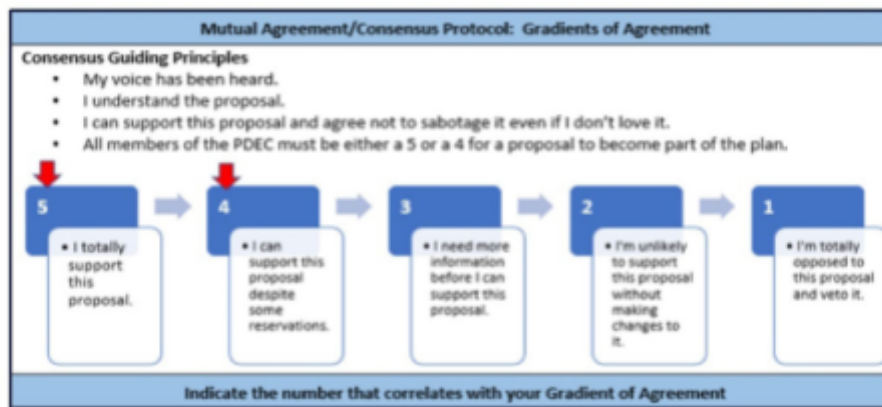 Mutual Agreement/Consensus Protocol: Gradients of Agreement
Consensus Guiding Principles
• My voice has been heard.
• I understand the proposal.
• I can support this proposal and agree not to sabotage it even if I don't love it.
• All members of the PDEC must be either a 5 or a 4 for a proposal to become part of the plan.
5
• I totally
support
this
proposal.
4
• I can
support this
proposal
despite
some
reservations.
3
• I need more
information
before I can
support this
proposal.
2
• I'm unlikely
to support
this proposal
without
making
changes to
it.
1
• I'm totally
opposed to
this proposal
and veto it.
Indicate the number that correlates with your Gradient of Agreement